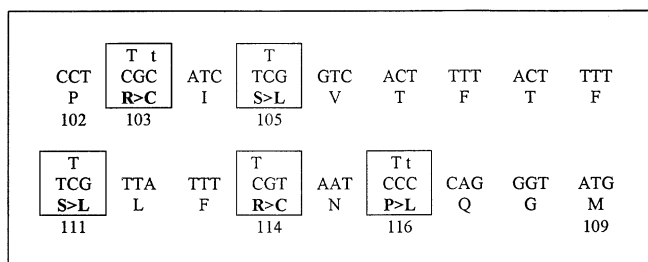 T t T
CCT CGC ATC TCG GTC ACT TTT ACT TTT
P R>C I S>L V T F T F
102 103 105
T T T t
TCG TTA TTT CGT AAT CCC CAG GGT ATG
S>L L F R>C N P>L Q G M
111 114 116 109